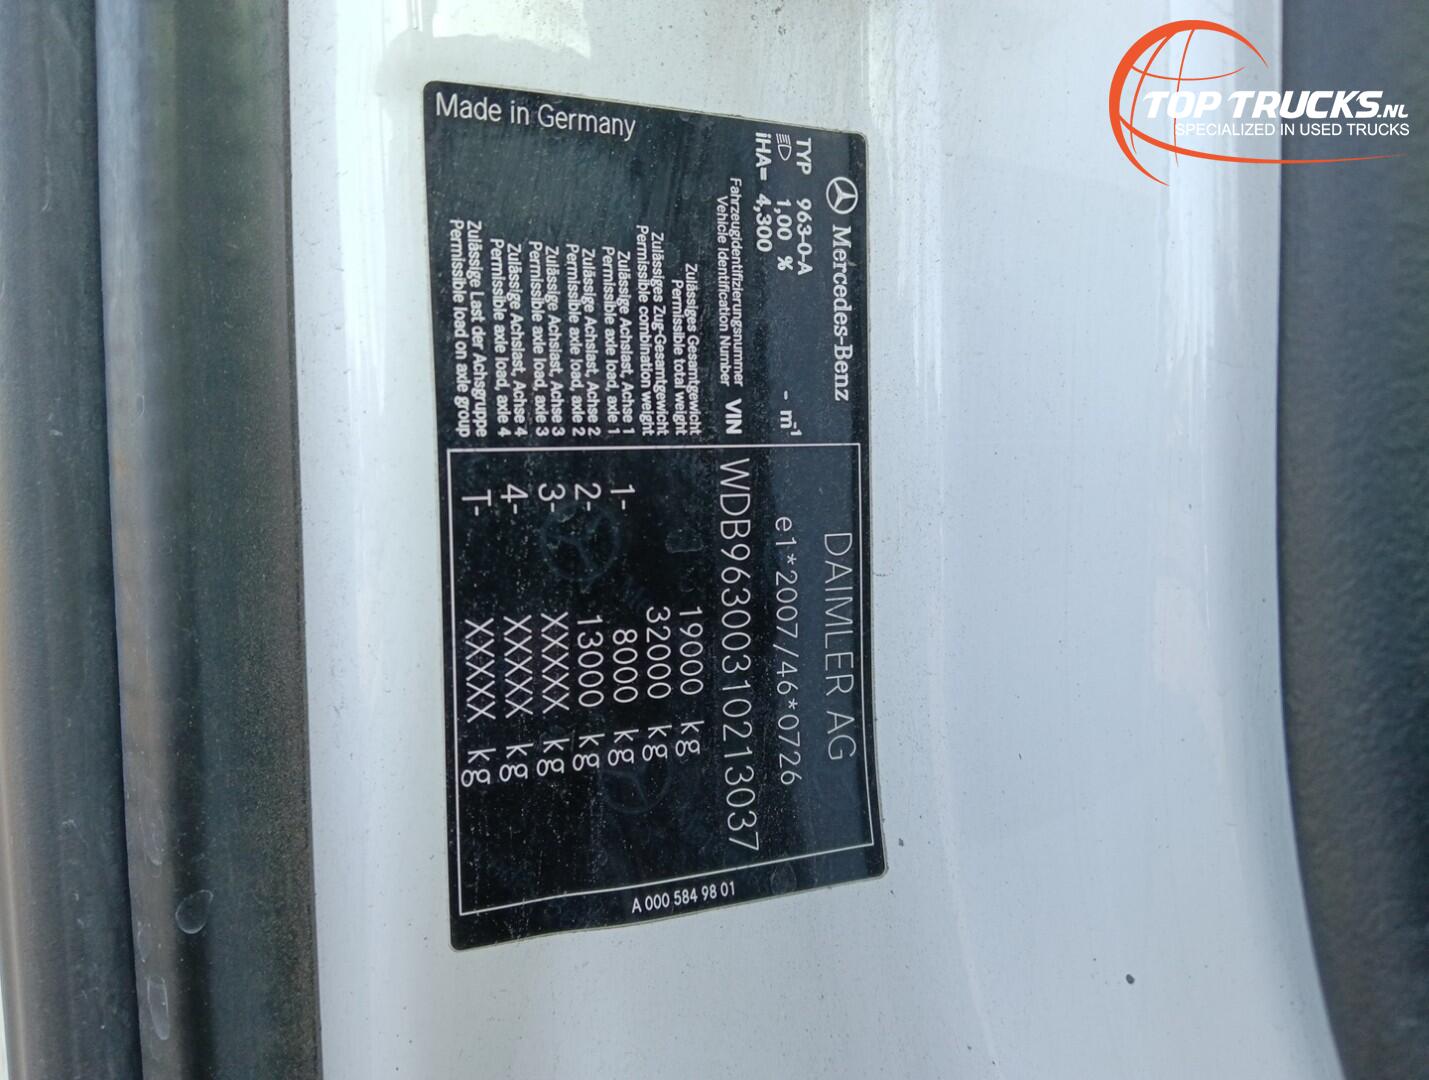 TOP TRUCKS.NL
SPECIALIZED IN USED TRUCKS
Mercedes-Benz
DAIMLER AG
TYP 963-0-A - m-1 e1*2007/46*0726
1,00 %
iHA= 4,300
Fahrzeugidentifizierungsnummer
Vehicle Identification Number VIN WDB96300310213037
Zulässiges Gesamtgewicht
Permissible total weight 19000 kg
Zulässiges Zug-Gesamtgewicht
Permissible combination weight 32000 kg
Zulässige Achslast, Achse 1
Permissible axle load, axle 1 1- 8000 kg
Zulässige Achslast, Achse 2
Permissible axle load, axle 2 2- 13000 kg
Zulässige Achslast, Achse 3
Permissible axle load, axle 3 3- XXXXX kg
Zulässige Achslast, Achse 4
Permissible axle load, axle 4 4- XXXXX kg
Zulässige Last der Achsgruppe
Permissible load on axle group T- XXXXX kg
Made in Germany
A 000 584 98 01